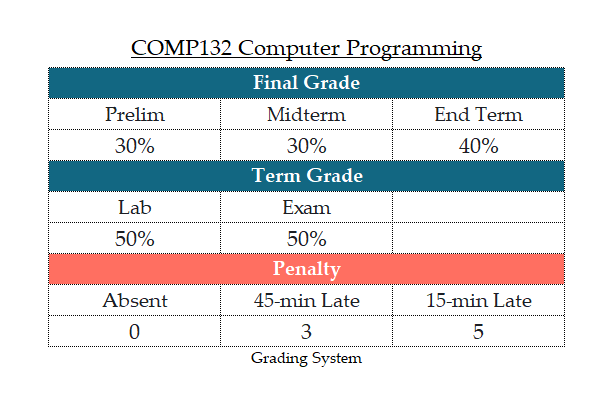 COMP132 Computer Programming
Final Grade
Prelim Midterm End Term
30% 30% 40%
Term Grade
Lab Exam
50% 50%
Penalty
Absent 45-min Late 15-min Late
0 3 5
Grading System